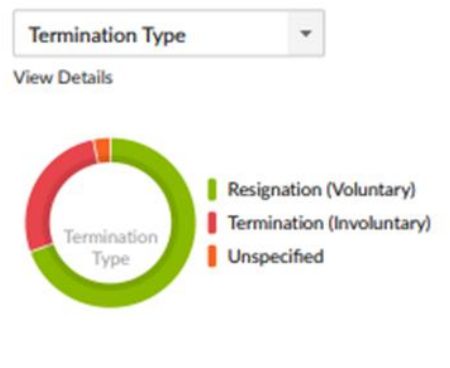 Termination Type
View Details
Termination
Type
Resignation (Voluntary)
Termination (Involuntary)
Unspecified